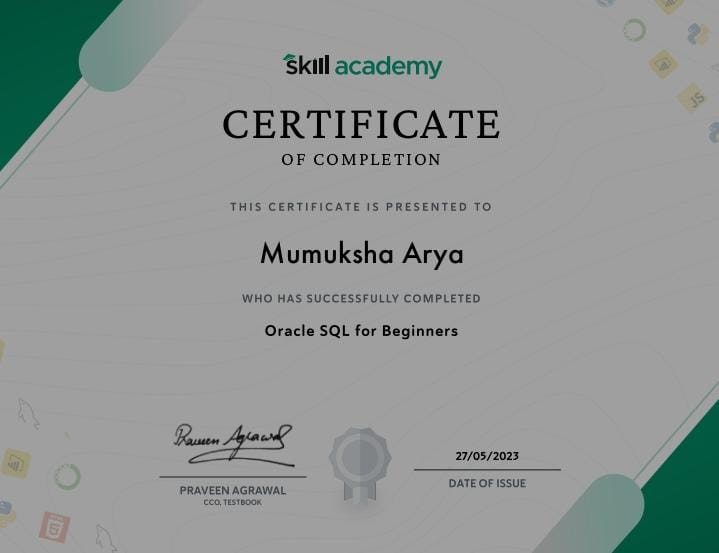 skill academy
CERTIFICATE
OF COMPLETION
THIS CERTIFICATE IS PRESENTED TO
Mumuksha Arya
WHO HAS SUCCESSFULLY COMPLETED
Oracle SQL for Beginners
Praveen Agrawal
27/05/2023
PRAVEEN AGRAWAL
DATE OF ISSUE
CCO, TESTBOOK
JS